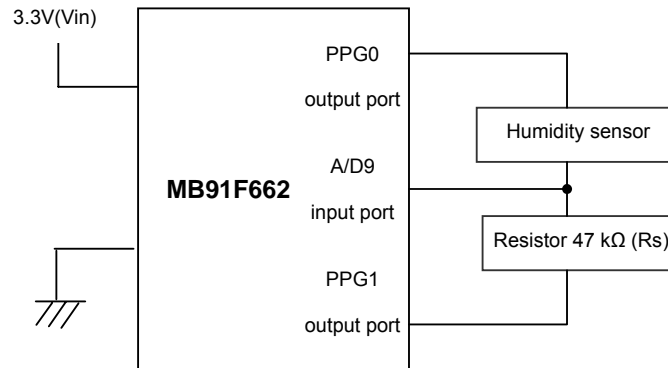 3.3V(Vin)
PPG0
output port
Humidity sensor
A/D9
MB91F662
input port
Resistor 47 kΩ (Rs)
PPG1
output port